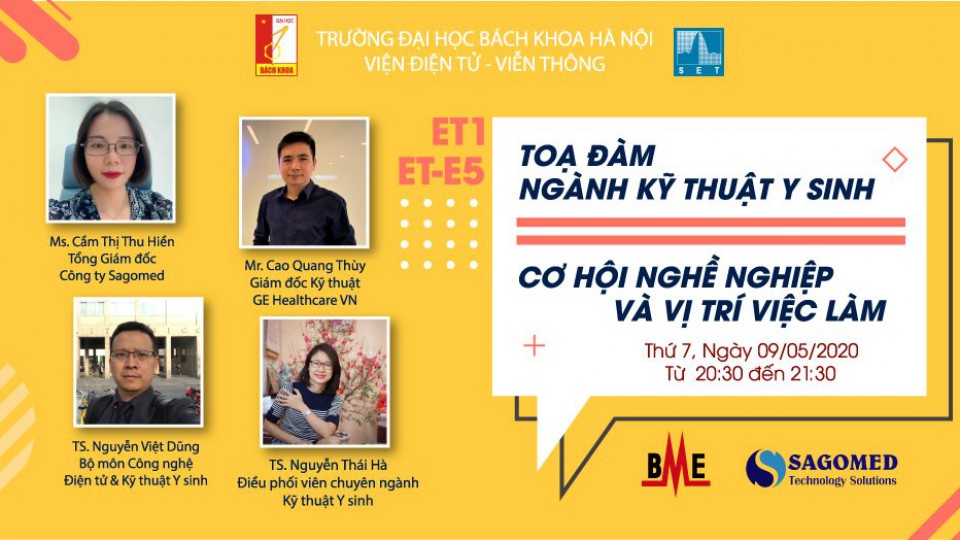 ĐẠI HỌC
BÁCH KHOA
TRƯỜNG ĐẠI HỌC BÁCH KHOA HÀ NỘI
VIỆN ĐIỆN TỬ - VIỄN THÔNG
SET
ET1
ET-E5
TOẠ ĐÀM
NGÀNH KỸ THUẬT Y SINH
CƠ HỘI NGHỀ NGHIỆP
VÀ VỊ TRÍ VIỆC LÀM
Thứ 7, Ngày 09/05/2020
Từ 20:30 đến 21:30
Ms. Cầm Thị Thu Hiền
Tổng Giám đốc
Công ty Sagomed
Mr. Cao Quang Thùy
Giám đốc Kỹ thuật
GE Healthcare VN
TS. Nguyễn Việt Dũng
Bộ môn Công nghệ
Điện tử & Kỹ thuật Y sinh
TS. Nguyễn Thái Hà
Điều phối viên chuyên ngành
Kỹ thuật Y sinh
BME
SAGOMED
Technology Solutions